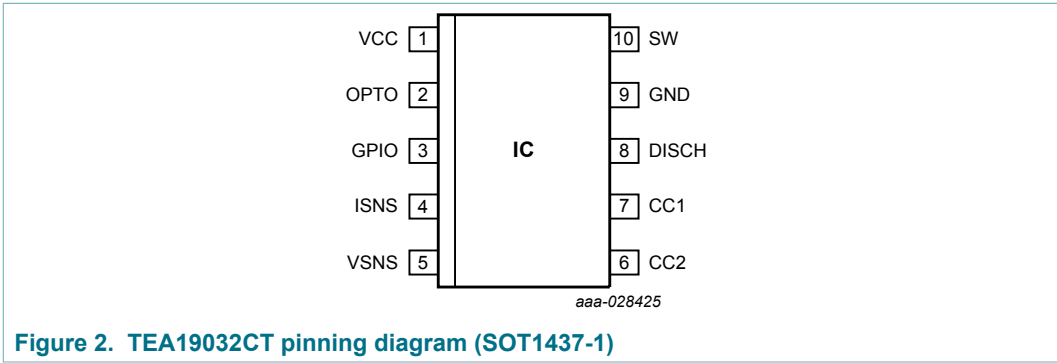 VCC 1 10 SW
OPTO 2 9 GND
GPIO 3 IC 8 DISCH
ISNS 4 7 CC1
VSNS 5 6 CC2
aaa-028425
Figure 2. TEA19032CT pinning diagram (SOT1437-1)